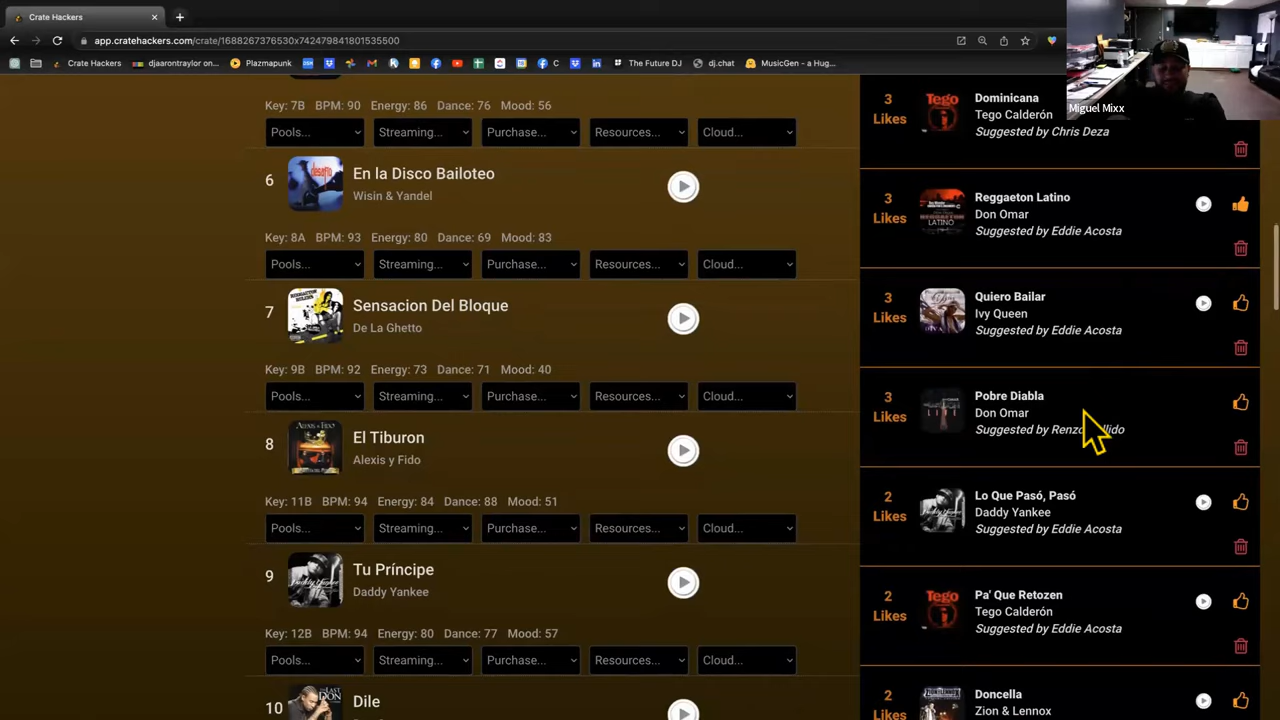 Crate Hackers
app.cratehackers.com/crate/1688267376530x742479841801535500
Crate Hackers
djaarontraylor on...
Plazmapunk
The Future DJ
dj.chat
MusicGen - a Hug...
Miguel Mixx
Key: 7B BPM: 90 Energy: 86 Dance: 76 Mood: 56
Pools... Streaming... Purchase... Resources... Cloud...
6
En la Disco Bailoteo
Wisin & Yandel
Key: 8A BPM: 93 Energy: 80 Dance: 69 Mood: 83
Pools... Streaming... Purchase... Resources... Cloud...
7
Sensacion Del Bloque
De La Ghetto
Key: 9B BPM: 92 Energy: 73 Dance: 71 Mood: 40
Pools... Streaming... Purchase... Resources... Cloud...
8
El Tiburon
Alexis y Fido
Key: 11B BPM: 94 Energy: 84 Dance: 88 Mood: 51
Pools... Streaming... Purchase... Resources... Cloud...
9
Tu Príncipe
Daddy Yankee
Key: 12B BPM: 94 Energy: 80 Dance: 77 Mood: 57
Pools... Streaming... Purchase... Resources... Cloud...
10
Dile
3
Likes
Dominicana
Tego Calderón
Suggested by Chris Deza
3
Likes
Reggaeton Latino
Don Omar
Suggested by Eddie Acosta
3
Likes
Quiero Bailar
Ivy Queen
Suggested by Eddie Acosta
3
Likes
Pobre Diabla
Don Omar
Suggested by
2
Likes
Lo Que Pasó, Pasó
Daddy Yankee
Suggested by Eddie Acosta
2
Likes
Pa' Que Retozen
Tego Calderón
Suggested by Eddie Acosta
2
Likes
Doncella
Zion & Lennox